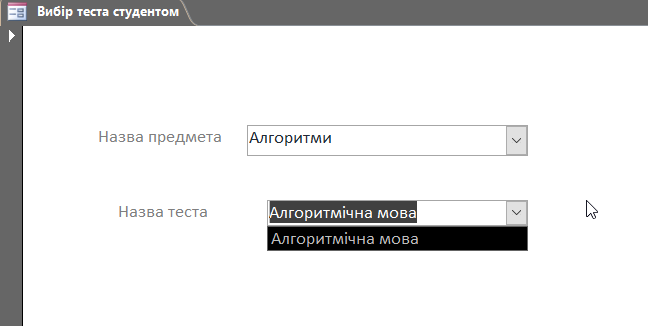 Вибір теста студентом
Назва предмета
Алгоритми
Назва теста
Алгоритмічна мова
Алгоритмічна мова